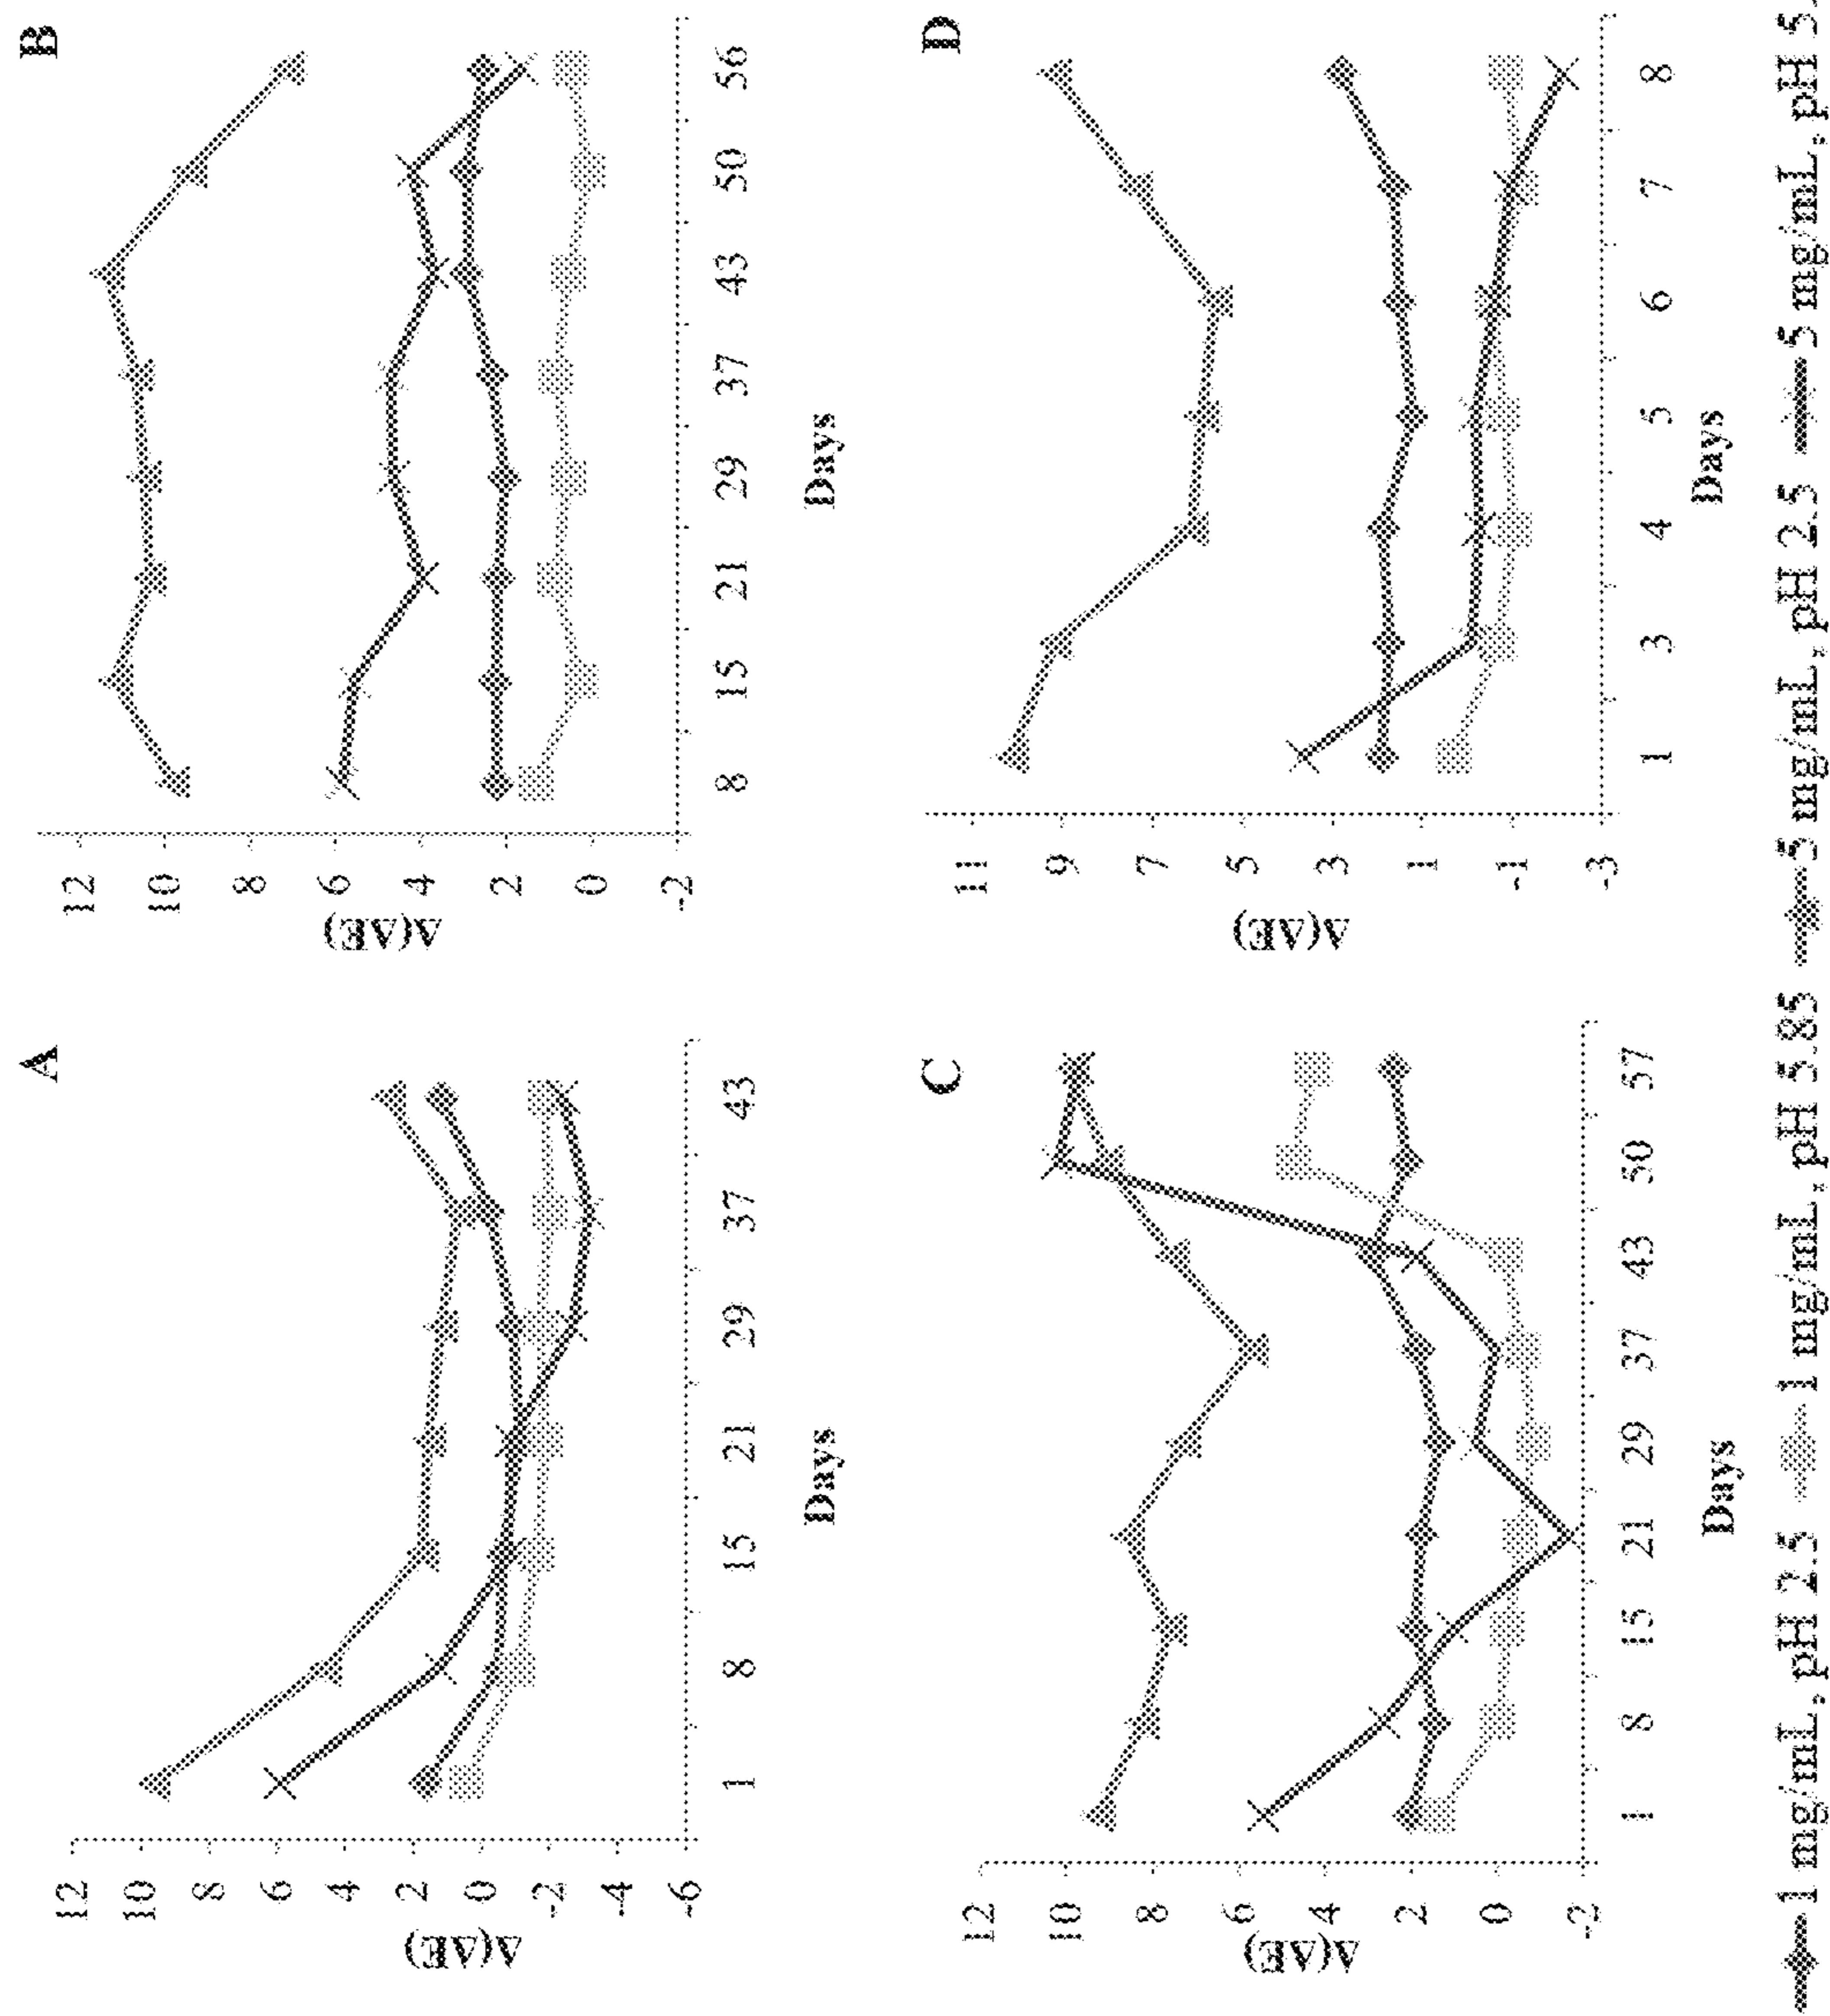 A
Δ(ΔE)
12
10
8
6
4
2
0
-2
-4
-6
1 8 15 21 29 37 43
Days
B
Δ(ΔE)
12
10
8
6
4
2
0
-2
8 15 21 29 37 43 50 56
Days
C
Δ(ΔE)
12
10
8
6
4
2
0
-2
1 8 15 21 29 37 43 50 57
Days
D
Δ(ΔE)
11
9
7
5
3
1
-1
-3
1 3 4 5 6 7 8
Days
1 mg/mL, pH 2.5 1 mg/mL, pH 5.85 5 mg/mL, pH 2.5 5 mg/mL, pH 5.